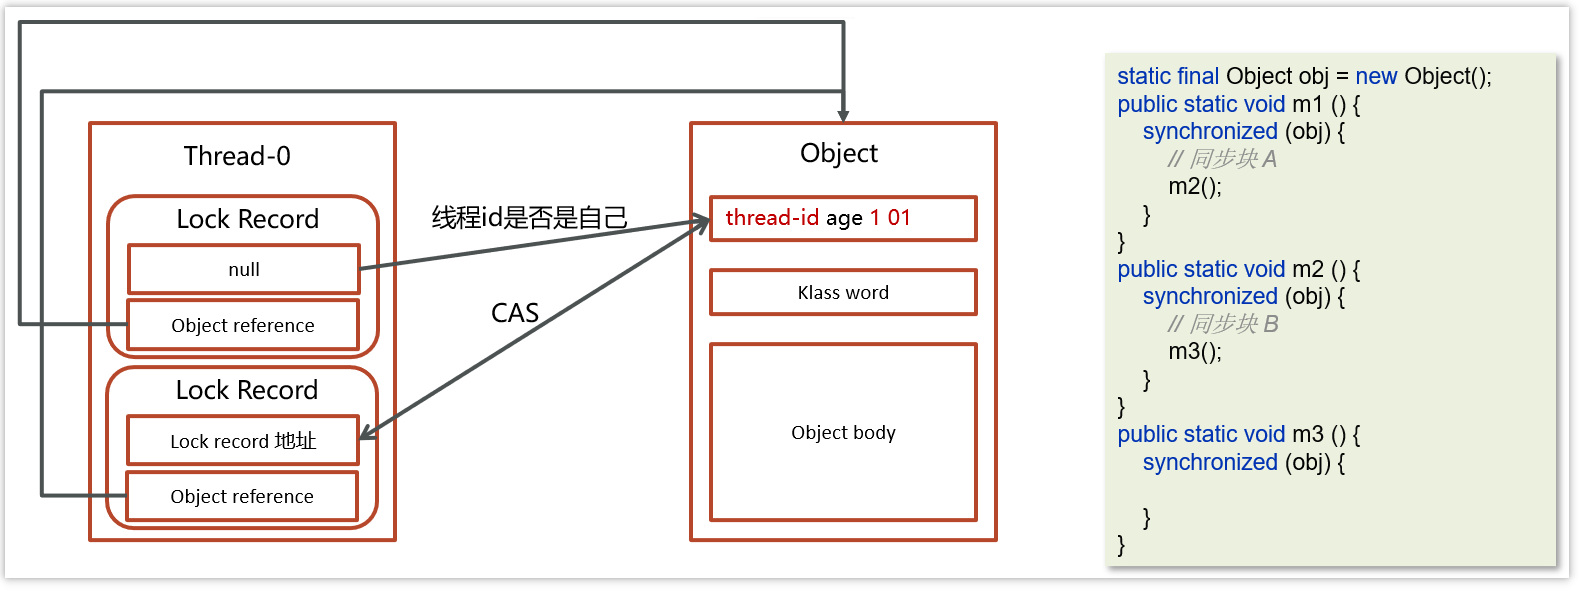 Thread-0
Lock Record
null
Object reference
Lock Record
Lock record 地址
Object reference
线程id是否是自己
CAS
Object
thread-id age 1 01
Klass word
Object body
static final Object obj = new Object();
public static void m1 () {
synchronized (obj) {
// 同步块 A
m2();
}
}
public static void m2 () {
synchronized (obj) {
// 同步块 B
m3();
}
}
public static void m3 () {
synchronized (obj) {
}
}